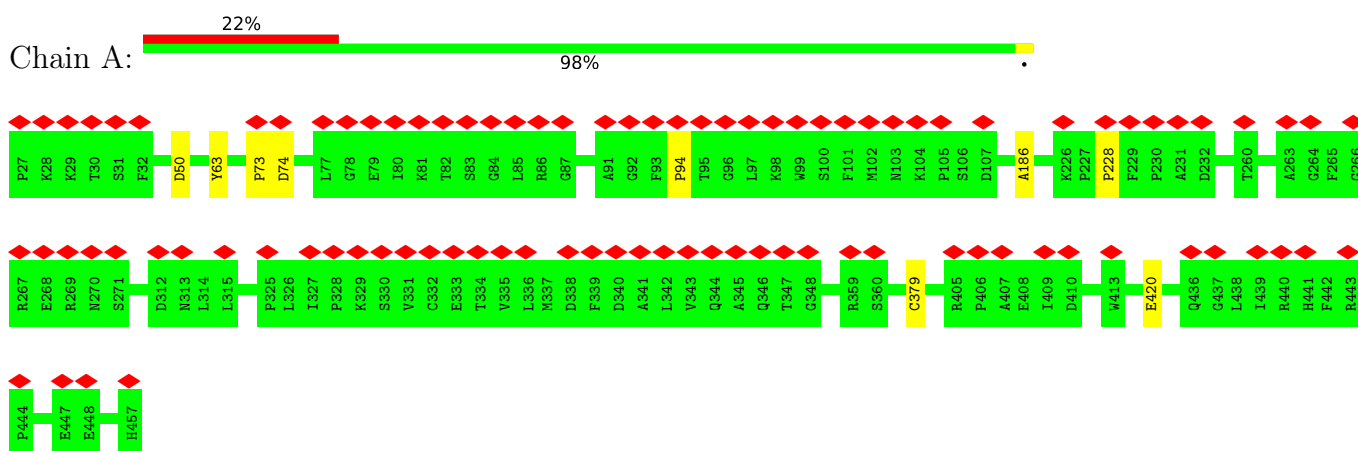 22%
Chain A:
98%
•
P27 K28 K29 T30 S31 F32 D50 Y63 P73 D74 L77 G78 E79 I80 K81 T82 S83 G84 L85 R86 G87 A91 G92 F93 P94 T95 G96 L97 K98 W99 S100 F101 M102 N103 K104 P105 S106 D107 A186 K226 P227 P228 F229 P230 A231 D232 T260 A263 G264 F265 G266
R267 E268 R269 N270 S271 D312 N313 L314 L315 P325 L326 I327 P328 K329 S330 V331 C332 E333 T334 V335 L336 M337 D338 F339 D340 A341 L342 V343 Q344 A345 Q346 T347 G348 R359 S360 C379 R405 P406 A407 E408 I409 D410 W413 E420 Q436 G437 L438 I439 R440 H441 F442 R443
P444 E447 E448 H457